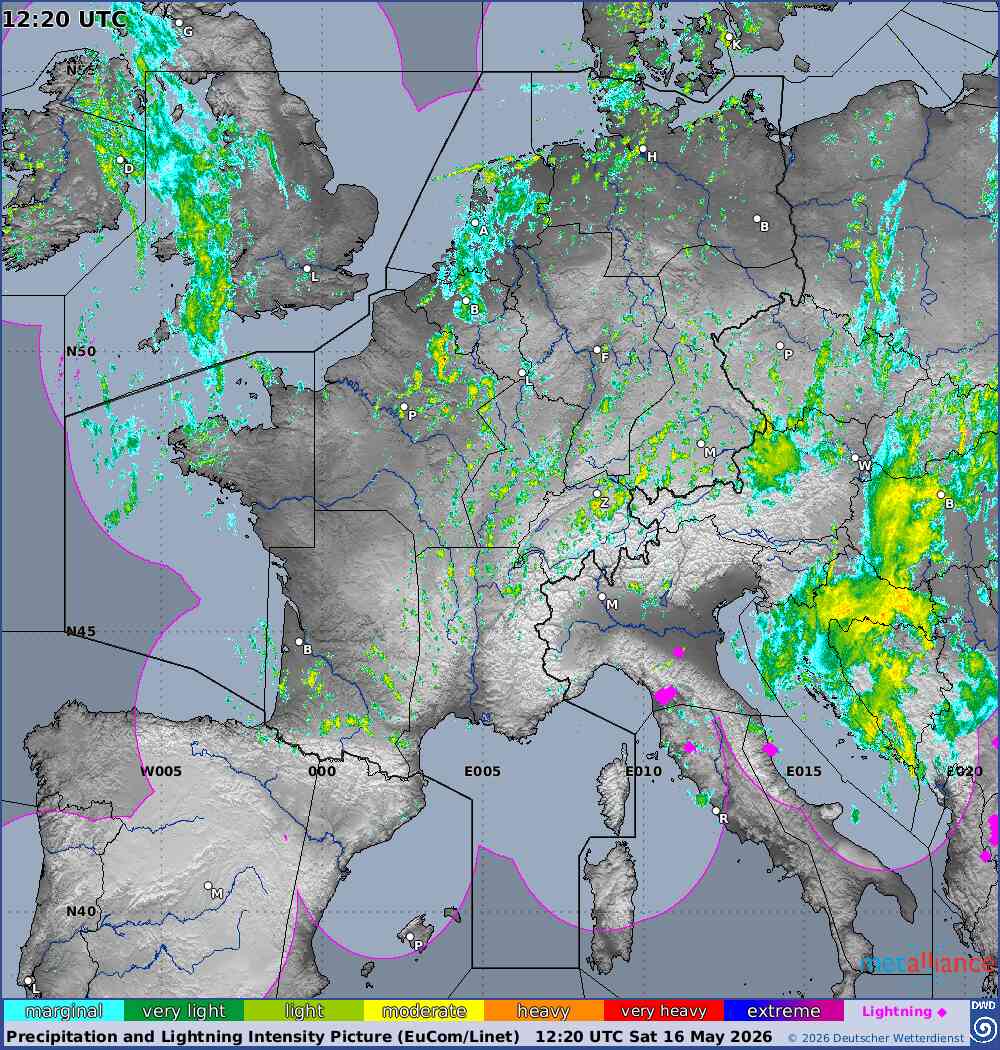 12:20 UTC
G
K
N55
D
H
A
B
L
B
N50
P
F
L
P
M
W
Z
B
M
N45
B
W005
000
E005
E010
E015
E020
R
M
N40
P
L
metalliance
marginal very light light moderate heavy very heavy extreme Lightning ◆ DWD
Precipitation and Lightning Intensity Picture (EuCom/Linet) 12:20 UTC Sat 16 May 2026 © 2026 Deutscher Wetterdienst